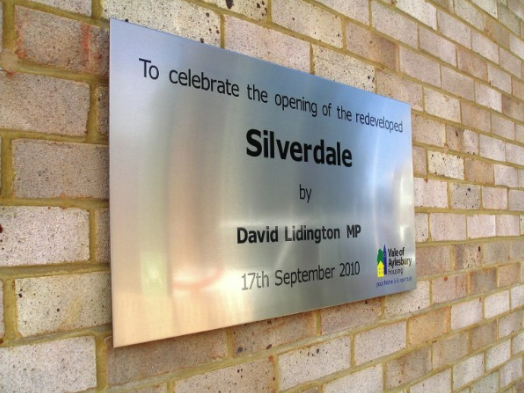 To celebrate the opening of the redeveloped
Silverdale
by
David Lidington MP
17th September 2010
Vale of
Aylesbury
Housing